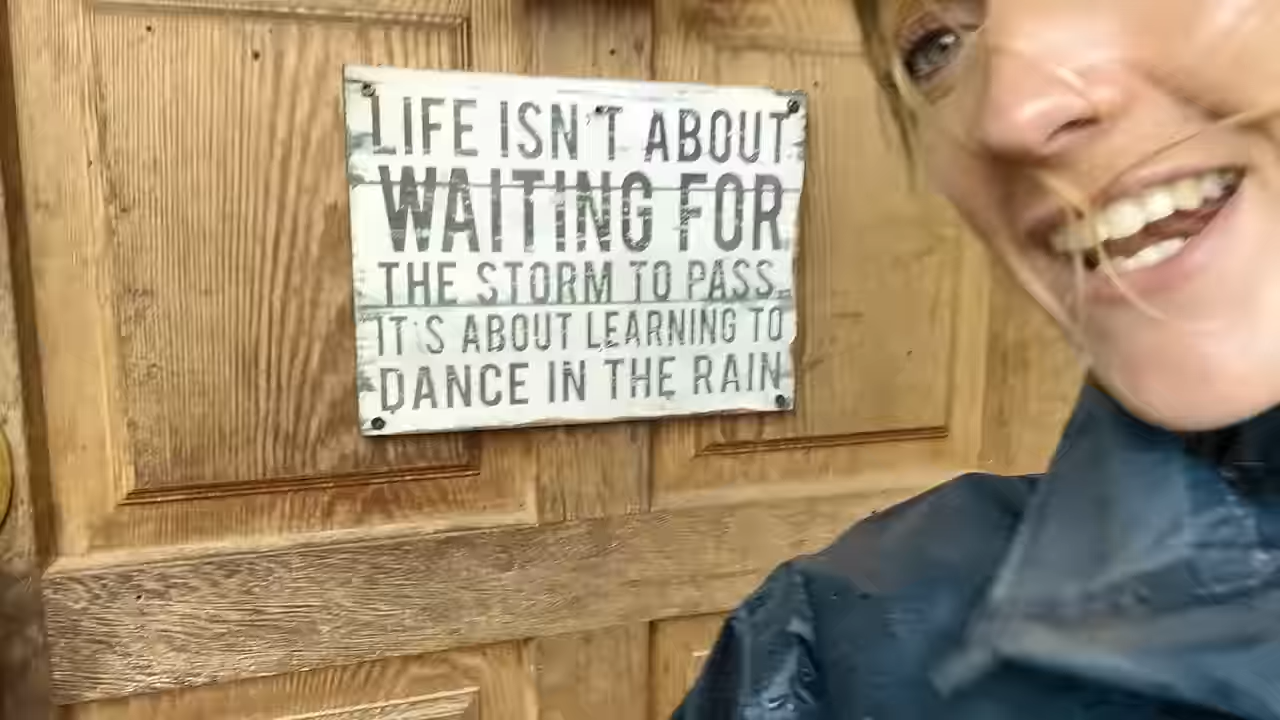 LIFE ISN'T ABOUT
WAITING FOR
THE STORM TO PASS.
IT'S ABOUT LEARNING TO
DANCE IN THE RAIN